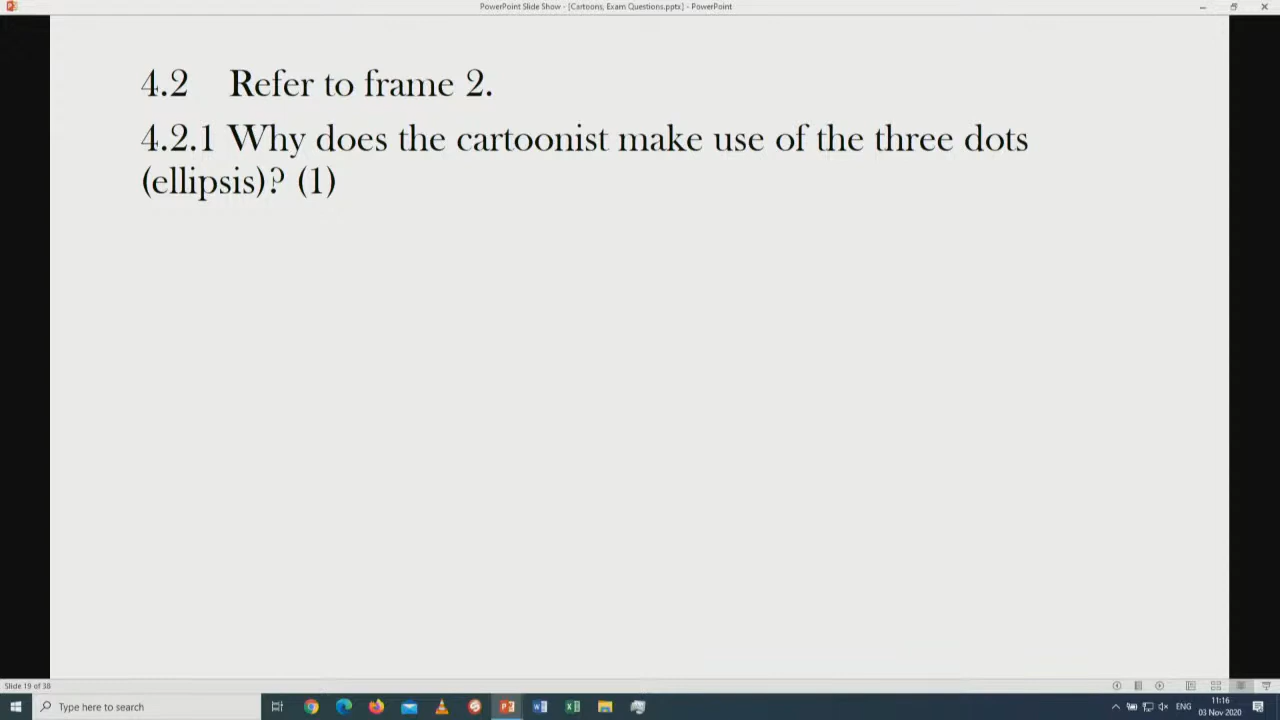 PowerPoint Slide Show - [Cartoons, Exam Questions.pptx] - PowerPoint
4.2 Refer to frame 2.
4.2.1 Why does the cartoonist make use of the three dots
(ellipsis)? (1)
Slide 19 of 38
Type here to search
ENG
11:16
03 Nov 2020